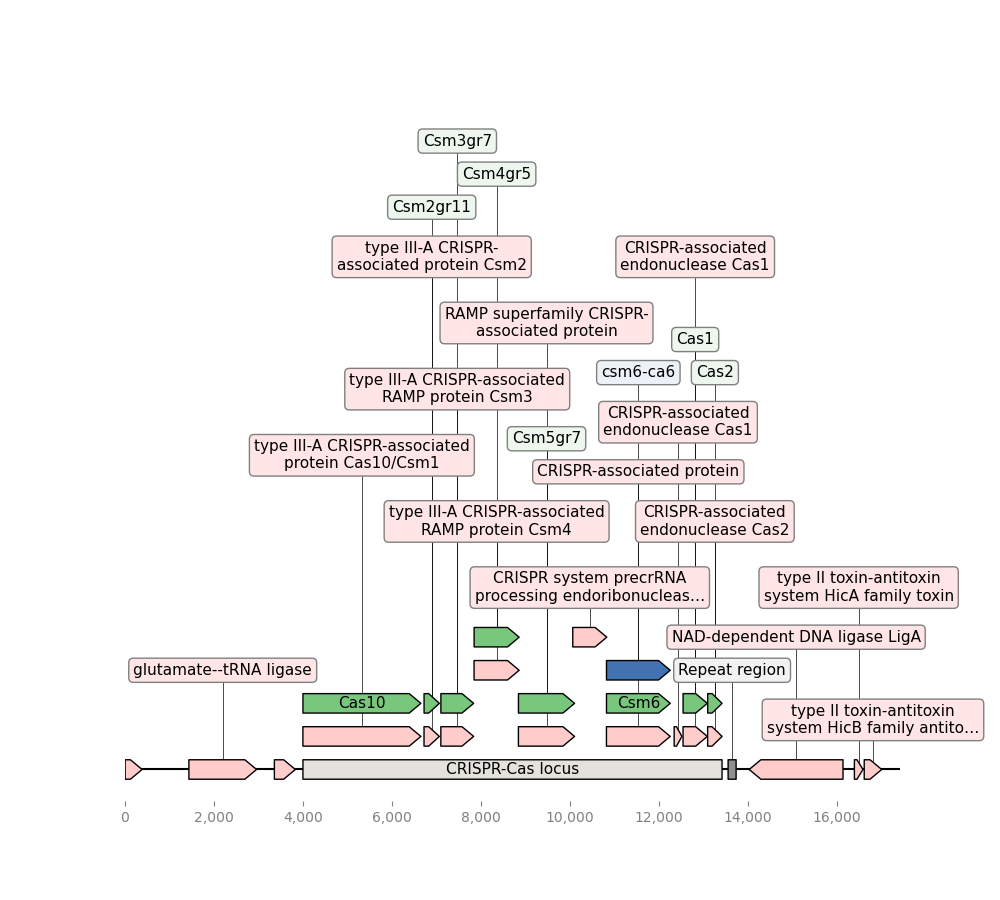 Csm3gr7
Csm4gr5
Csm2gr11
type III-A CRISPR-
associated protein Csm2
CRISPR-associated
endonuclease Cas1
RAMP superfamily CRISPR-
associated protein
Cas1
csm6-ca6
Cas2
type III-A CRISPR-associated
RAMP protein Csm3
CRISPR-associated
endonuclease Cas1
Csm5gr7
type III-A CRISPR-associated
protein Cas10/Csm1
CRISPR-associated protein
type III-A CRISPR-associated
RAMP protein Csm4
CRISPR-associated
endonuclease Cas2
CRISPR system precrRNA
processing endoribonucleas…
type II toxin-antitoxin
system HicA family toxin
NAD-dependent DNA ligase LigA
glutamate--tRNA ligase
Repeat region
Cas10
Csm6
type II toxin-antitoxin
system HicB family antito…
CRISPR-Cas locus
0
2,000
4,000
6,000
8,000
10,000
12,000
14,000
16,000